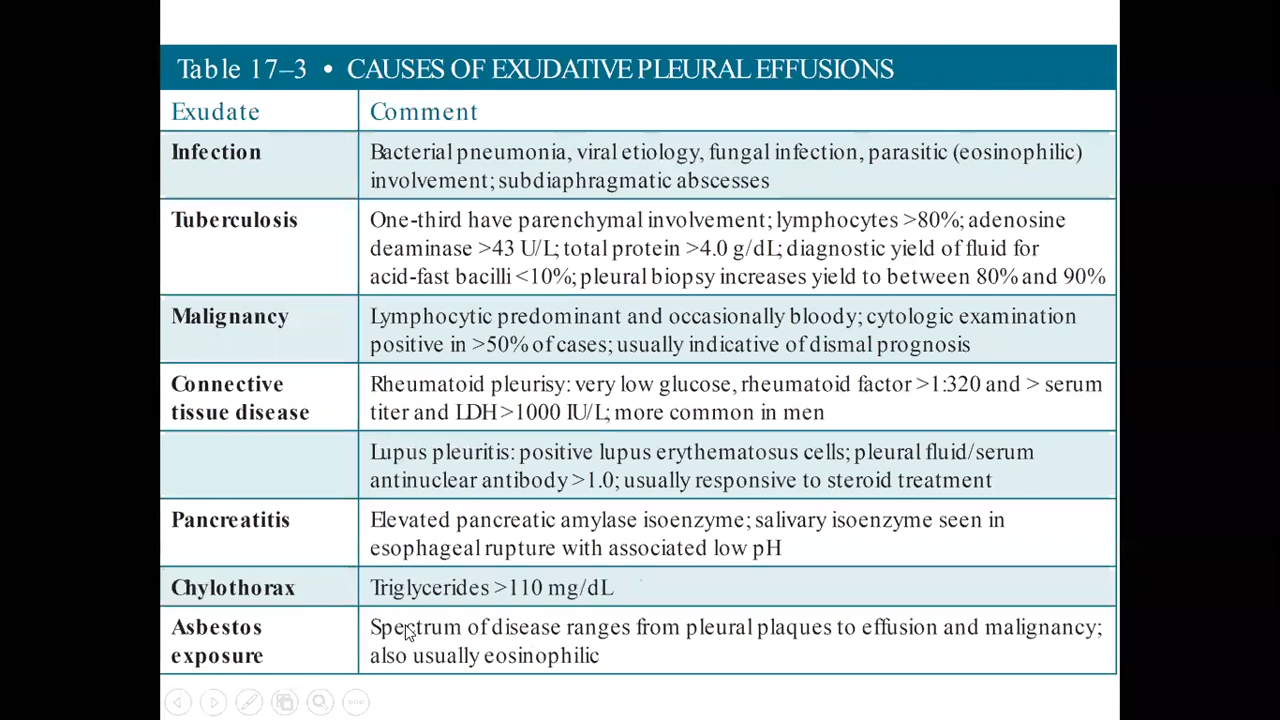 Table 17–3 • CAUSES OF EXUDATIVE PLEURAL EFFUSIONS
Exudate Comment
Infection Bacterial pneumonia, viral etiology, fungal infection, parasitic (eosinophilic)
involvement; subdiaphragmatic abscesses
Tuberculosis One-third have parenchymal involvement; lymphocytes >80%; adenosine
deaminase >43 U/L; total protein >4.0 g/dL; diagnostic yield of fluid for
acid-fast bacilli <10%; pleural biopsy increases yield to between 80% and 90%
Malignancy Lymphocytic predominant and occasionally bloody; cytologic examination
positive in >50% of cases; usually indicative of dismal prognosis
Connective Rheumatoid pleurisy: very low glucose, rheumatoid factor >1:320 and > serum
tissue disease titer and LDH >1000 IU/L; more common in men
Lupus pleuritis: positive lupus erythematosus cells; pleural fluid/serum
antinuclear antibody >1.0; usually responsive to steroid treatment
Pancreatitis Elevated pancreatic amylase isoenzyme; salivary isoenzyme seen in
esophageal rupture with associated low pH
Chylothorax Triglycerides >110 mg/dL
Asbestos Spectrum of disease ranges from pleural plaques to effusion and malignancy;
exposure also usually eosinophilic